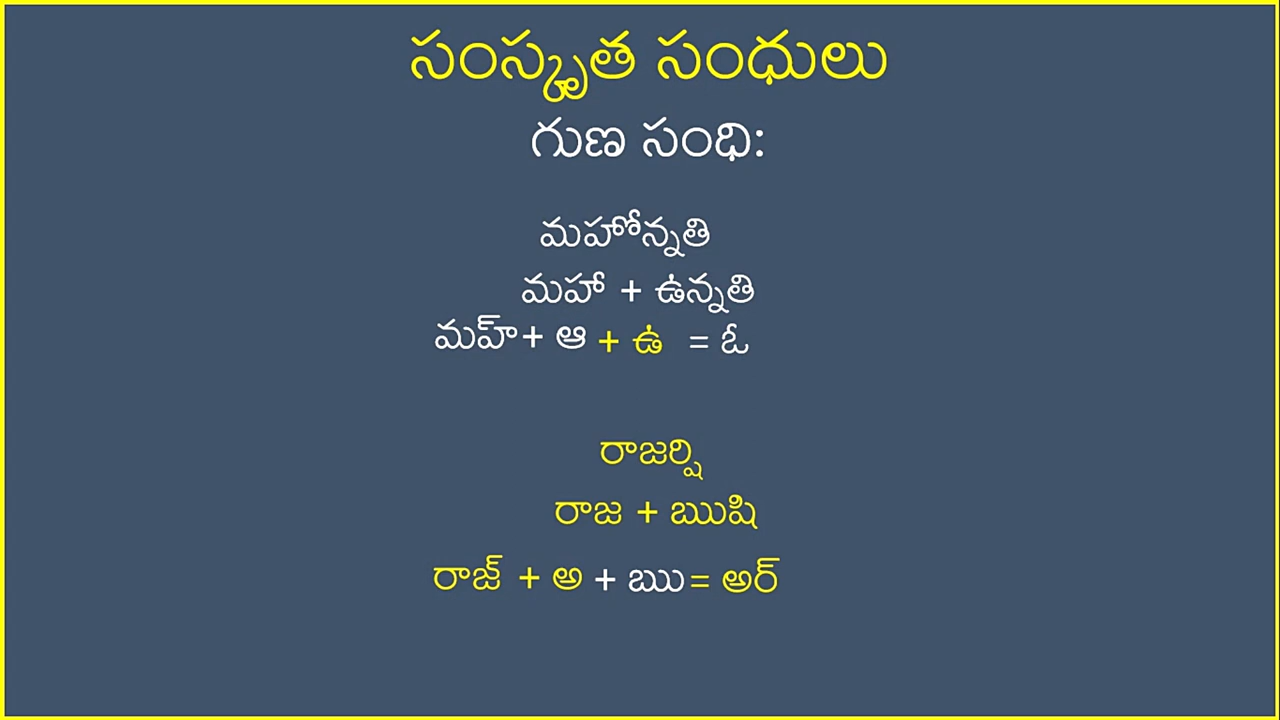 సంస్కృత సంధులు
గుణ సంధి:
మహోన్నతి
మహా + ఉన్నతి
మహ్+ ఆ + ఉ = ఓ
రాజర్షి
రాజ + ఋషి
రాజ్ + అ + ఋ= అర్